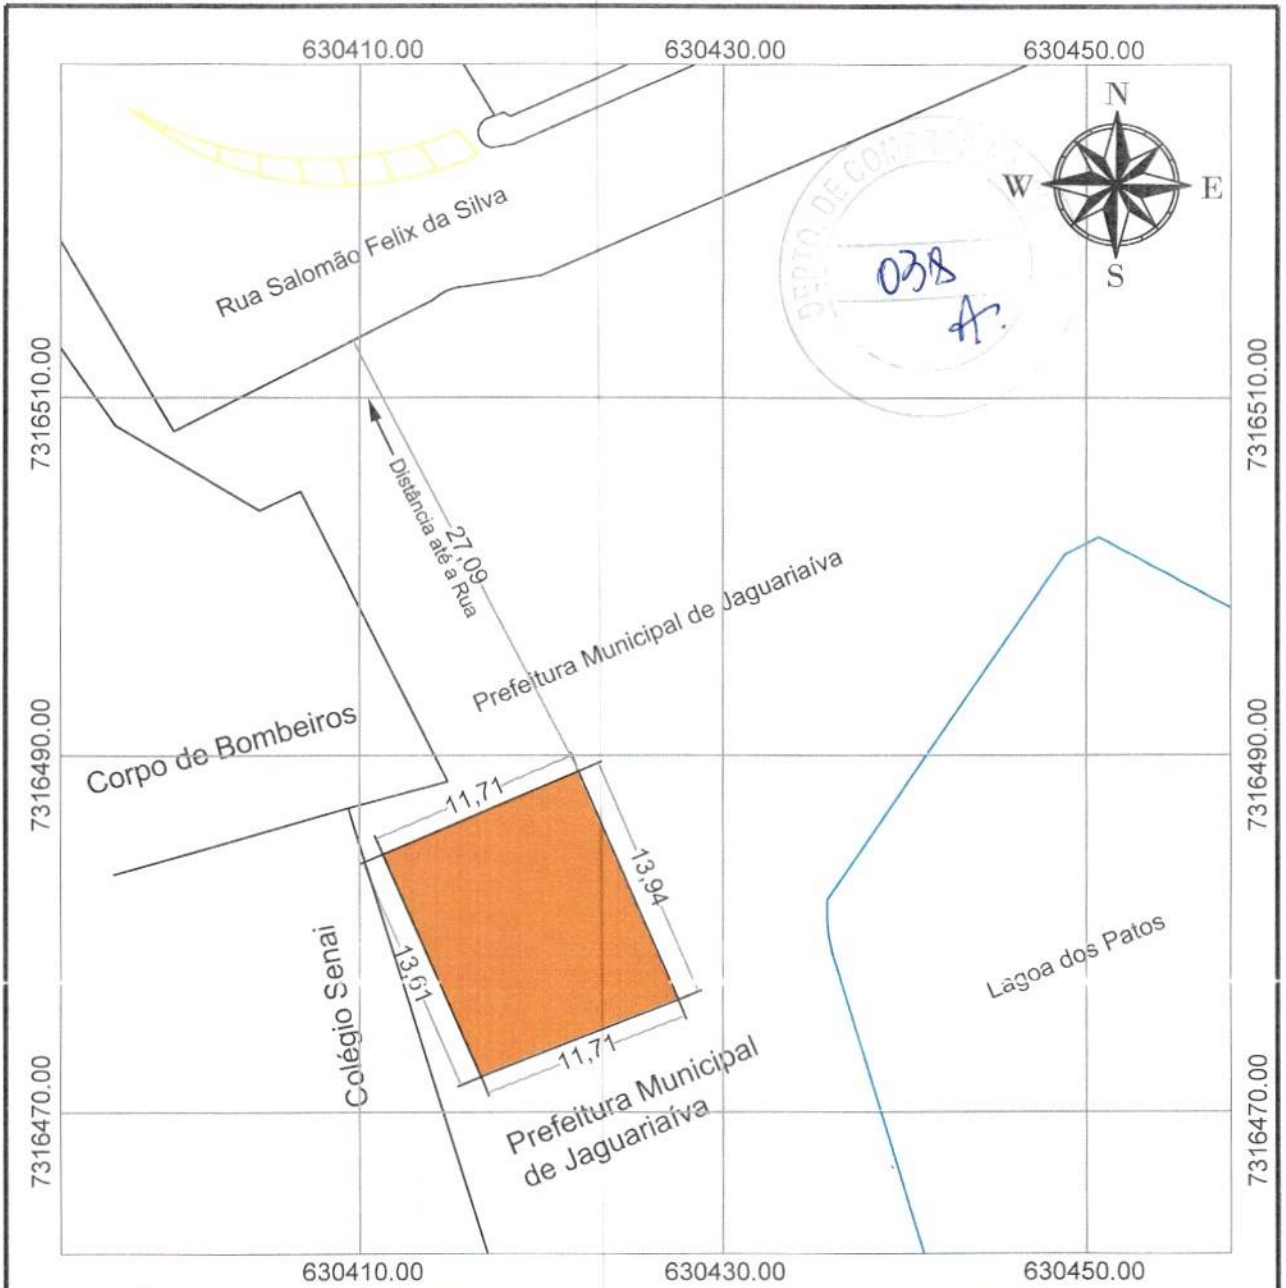 630410.00
630430.00
630450.00
N
W
E
S
DEPTO. DE
038
A.
Rua Salomão Felix da Silva
7316510.00
7316510.00
27,09
Distância até a Rua
Prefeitura Municipal de Jaguariaíva
Corpo de Bombeiros
7316490.00
7316490.00
11,71
13,94
13,61
11,71
Colégio Senai
Lagoa dos Patos
Prefeitura Municipal
de Jaguariaíva
7316470.00
7316470.00
630410.00
630430.00
630450.00